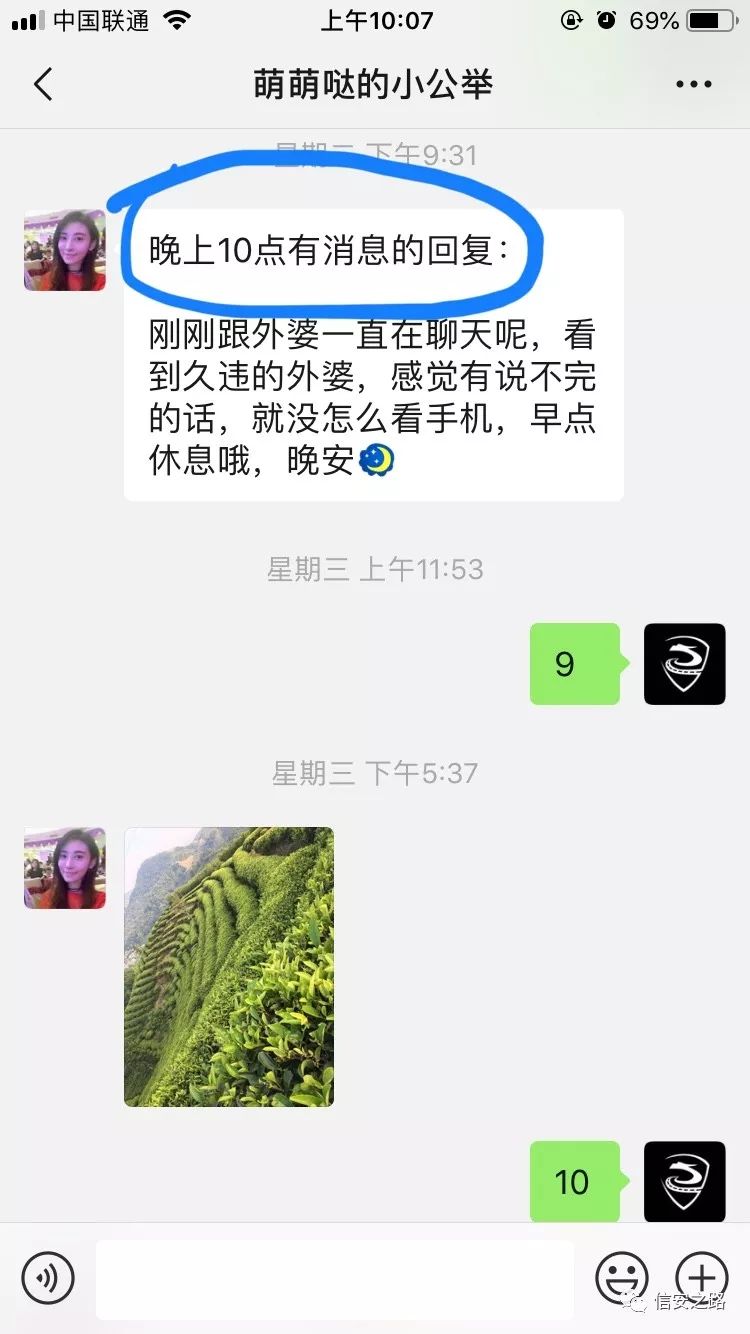 中国联通
上午10:07
69%
萌萌哒的小公举
星期二 下午9:31
晚上10点有消息的回复：
刚刚跟外婆一直在聊天呢，看
到久违的外婆，感觉有说不完
的话，就没怎么看手机，早点
休息哦，晚安
星期三 上午11:53
9
星期三 下午5:37
10
信安之路